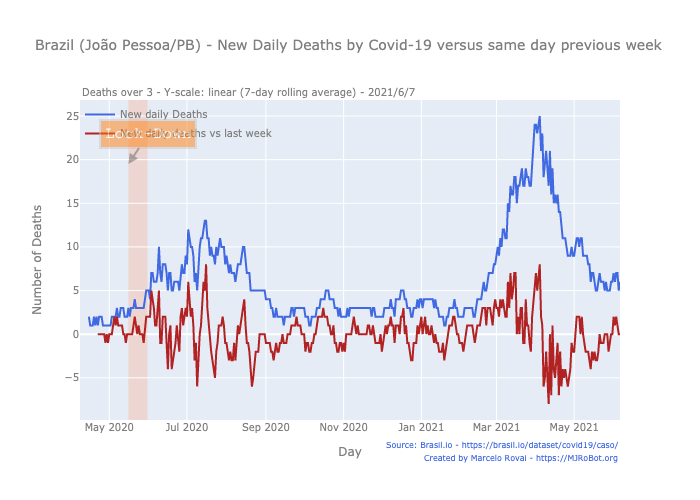 Brazil (João Pessoa/PB) - New Daily Deaths by Covid-19 versus same day previous week
Deaths over 3 - Y-scale: linear (7-day rolling average) - 2021/6/7
New daily Deaths
New daily deaths vs last week
Lock Down
Number of Deaths
25
20
15
10
5
0
−5
May 2020
Jul 2020
Sep 2020
Nov 2020
Jan 2021
Mar 2021
May 2021
Day
Source: Brasil.io - https://brasil.io/dataset/covid19/caso/
Created by Marcelo Rovai - https://MJRoBot.org